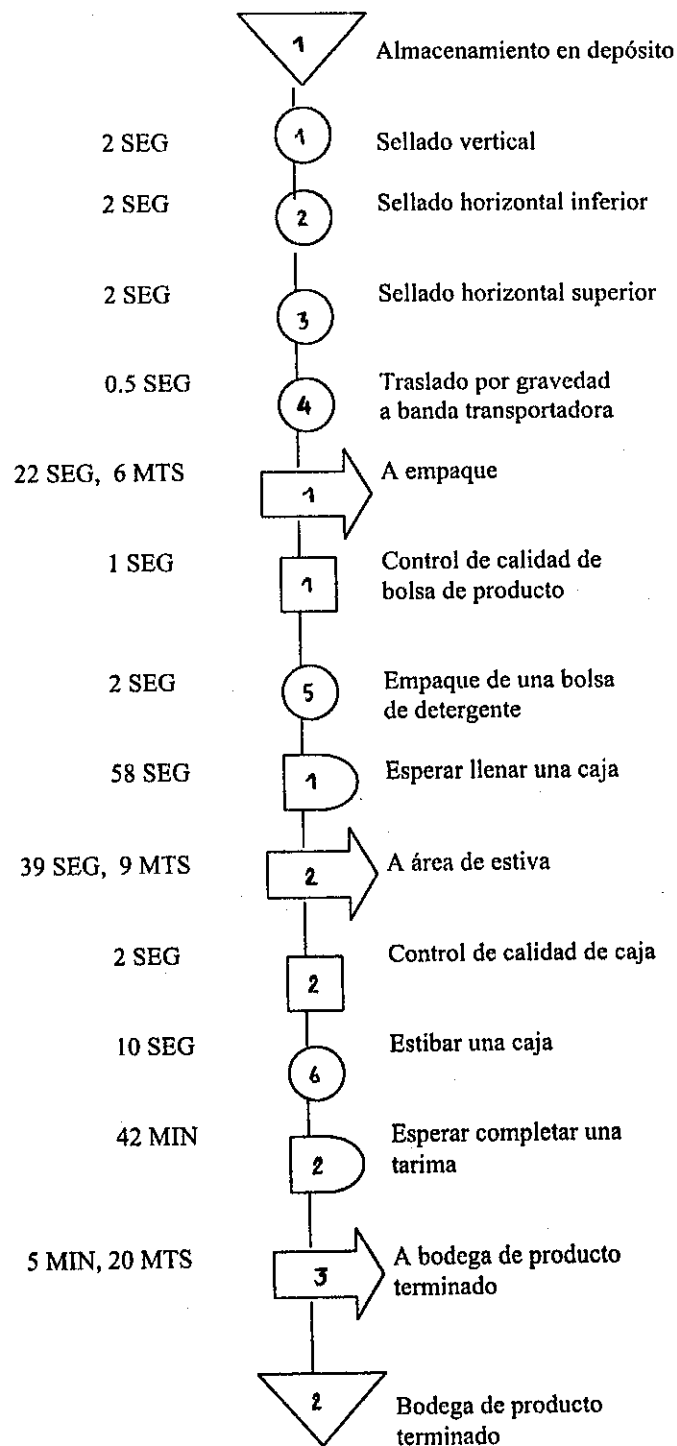 1
Almacenamiento en depósito
2 SEG
1
Sellado vertical
2 SEG
2
Sellado horizontal inferior
2 SEG
3
Sellado horizontal superior
0.5 SEG
4
Traslado por gravedad
a banda transportadora
22 SEG, 6 MTS
1
A empaque
1 SEG
1
Control de calidad de
bolsa de producto
2 SEG
5
Empaque de una bolsa
de detergente
58 SEG
1
Esperar llenar una caja
39 SEG, 9 MTS
2
A área de estiva
2 SEG
2
Control de calidad de caja
10 SEG
6
Estibar una caja
42 MIN
2
Esperar completar una
tarima
5 MIN, 20 MTS
3
A bodega de producto
terminado
2
Bodega de producto
terminado